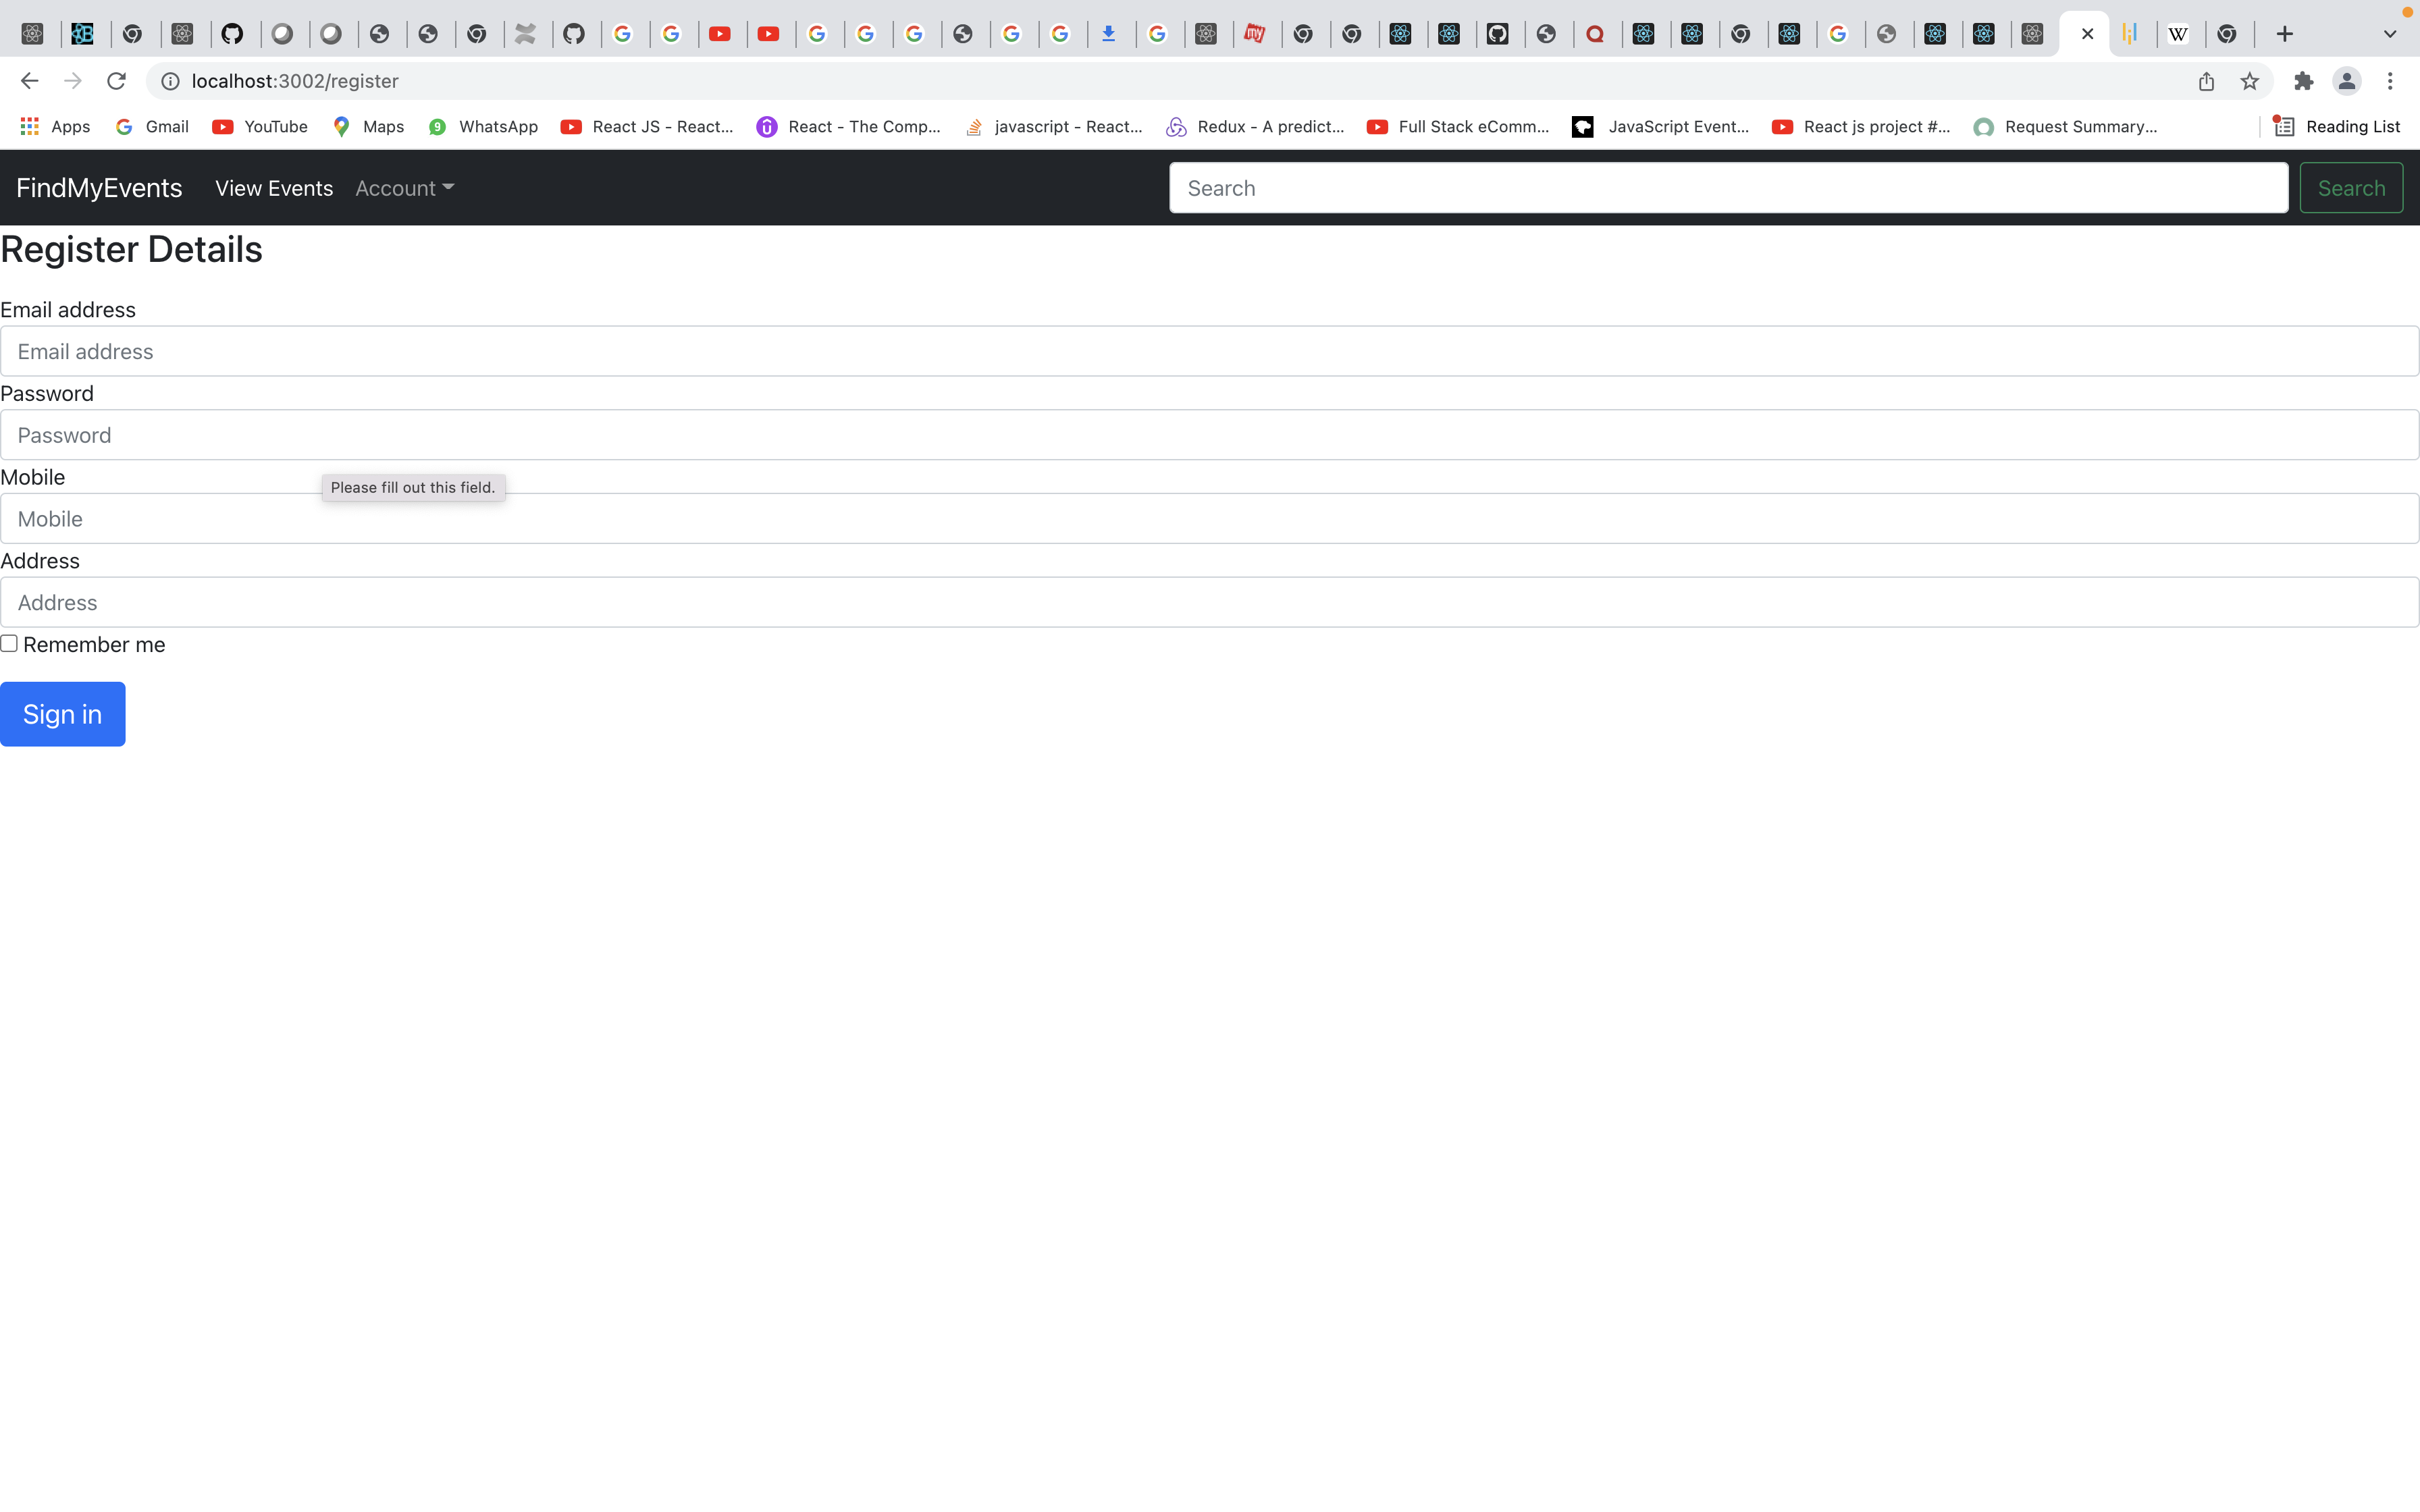 localhost:3002/register
Apps Gmail YouTube Maps 9 WhatsApp React JS - React... React - The Comp... javascript - React... Redux - A predict... Full Stack eComm... JavaScript Event... React js project #... Request Summary... Reading List
FindMyEvents View Events Account Search Search
Register Details
Email address
Email address
Password
Password
Mobile
Please fill out this field.
Mobile
Address
Address
Remember me
Sign in